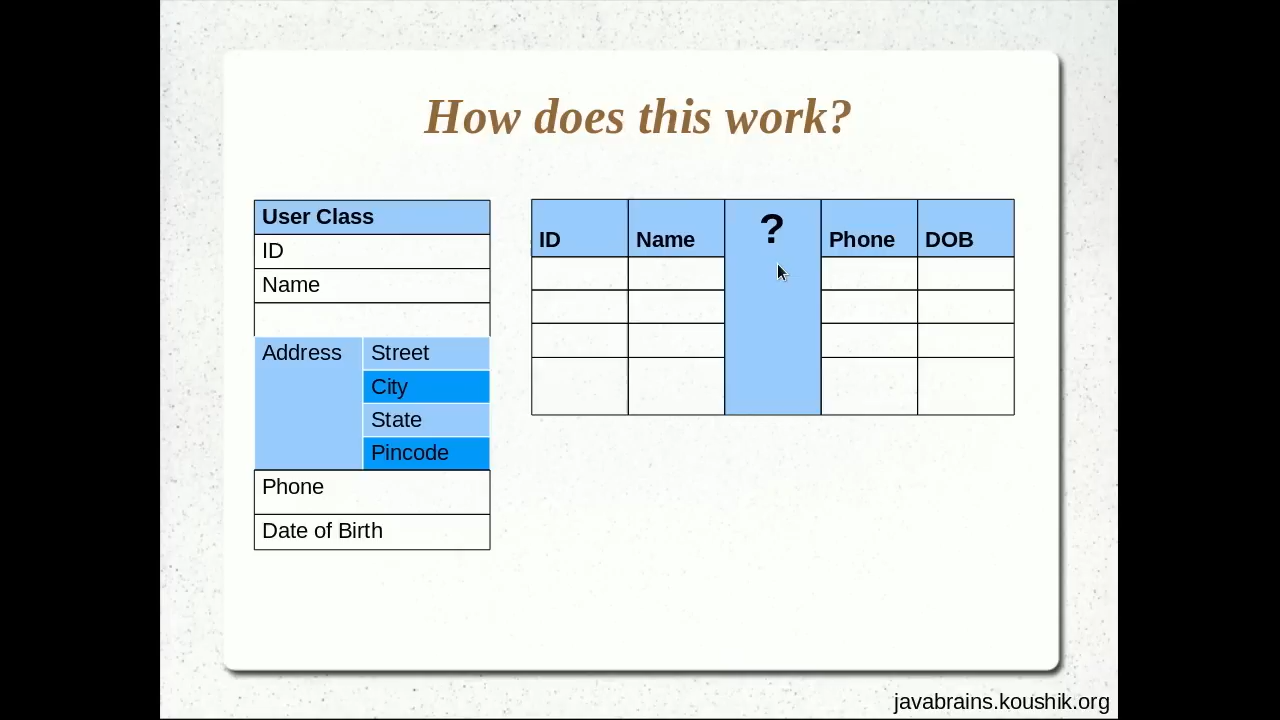 How does this work?
User Class
ID
Name
Address
Street
City
State
Pincode
Phone
Date of Birth
ID
Name
?
Phone
DOB
javabrains.koushik.org